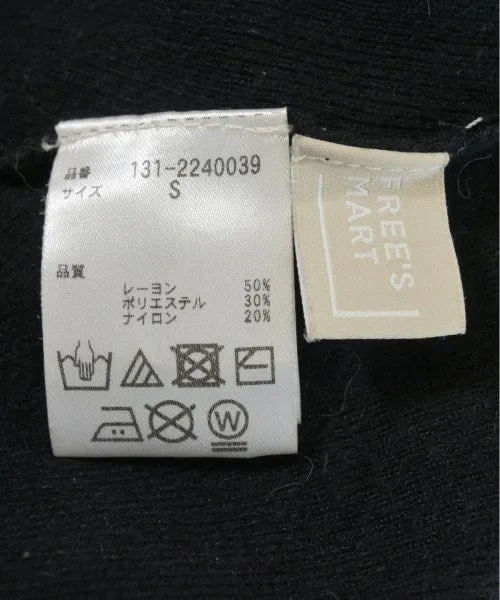 品番 131-2240039
サイズ S
品質
レーヨン 50%
ポリエステル 30%
ナイロン 20%
W
FREE'S
MART